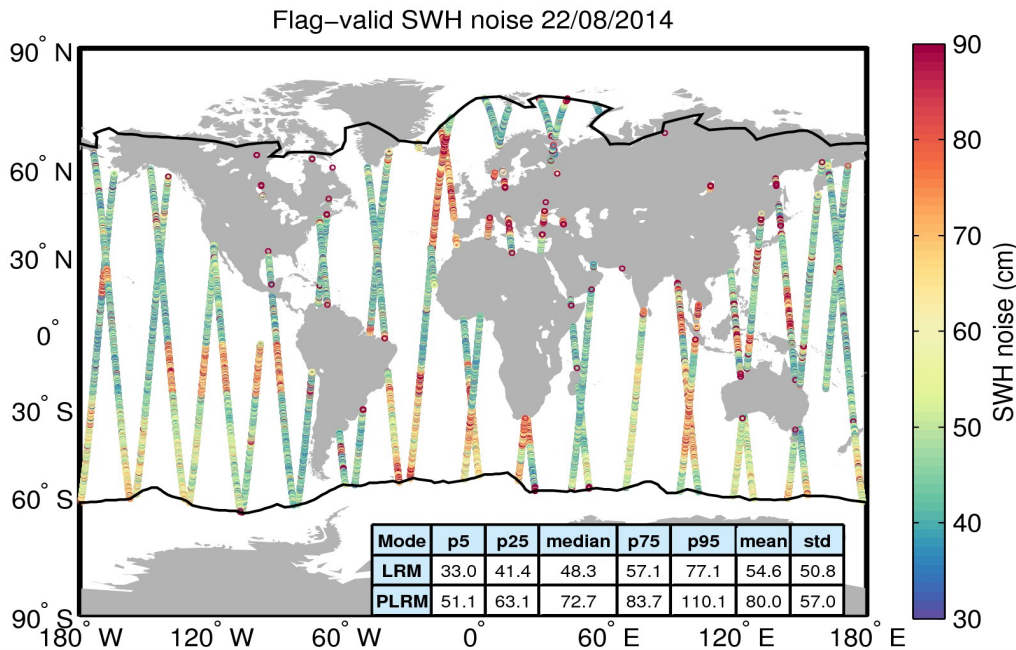 Flag−valid SWH noise 22/08/2014
90° N
60° N
30° N
0°
30° S
60° S
90° S
180° W
120° W
60° W
0°
60° E
120° E
180° E
90
80
70
60
50
40
30
SWH noise (cm)
Mode p5 p25 median p75 p95 mean std
LRM 33.0 41.4 48.3 57.1 77.1 54.6 50.8
PLRM 51.1 63.1 72.7 83.7 110.1 80.0 57.0